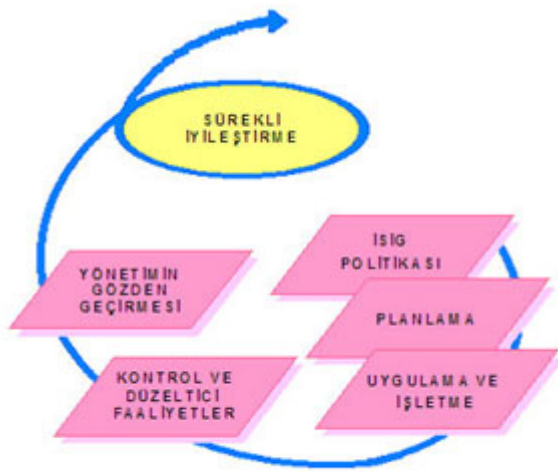 SÜREKLİ
İYİLEŞTİRME
İSİG
POLİTİKASI
PLANLAMA
UYGULAMA VE
İŞLETME
KONTROL VE
DÜZELTİCİ
FAALİYETLER
YÖNETİMİN
GÖZDEN
GEÇİRMESİ